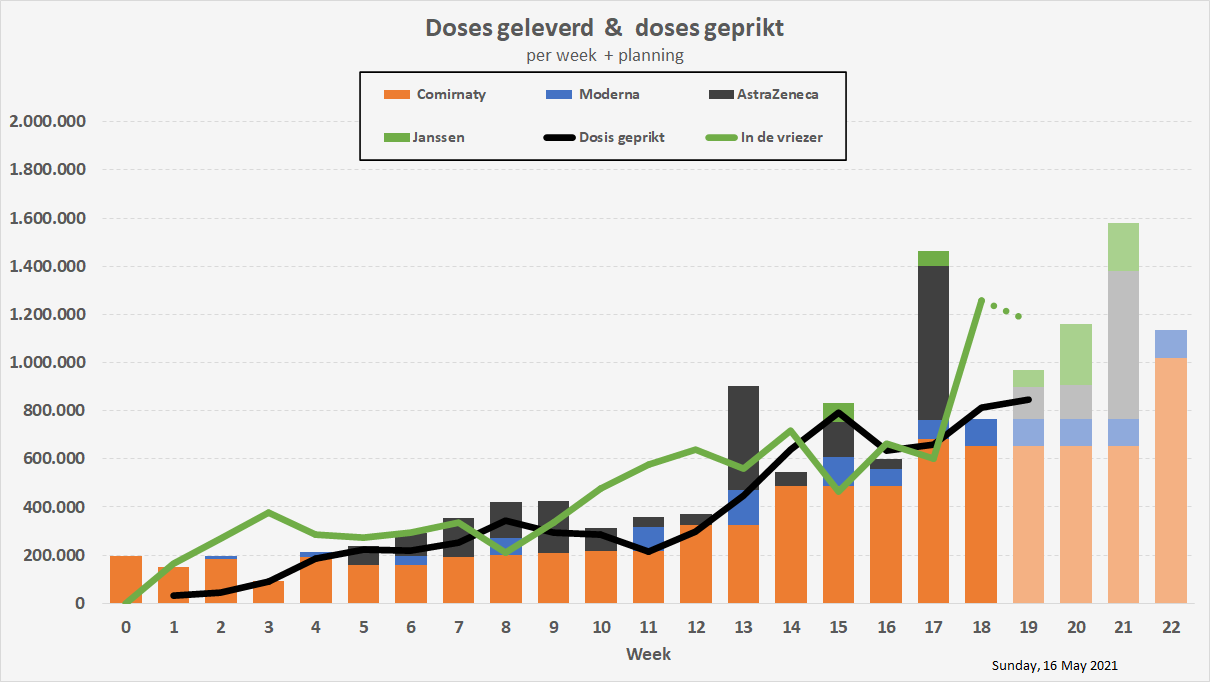 Doses geleverd & doses geprikt
per week + planning
Comirnaty Moderna AstraZeneca
Janssen Dosis geprikt In de vriezer
2.000.000
1.800.000
1.600.000
1.400.000
1.200.000
1.000.000
800.000
600.000
400.000
200.000
0
0 1 2 3 4 5 6 7 8 9 10 11 12 13 14 15 16 17 18 19 20 21 22
Week
Sunday, 16 May 2021